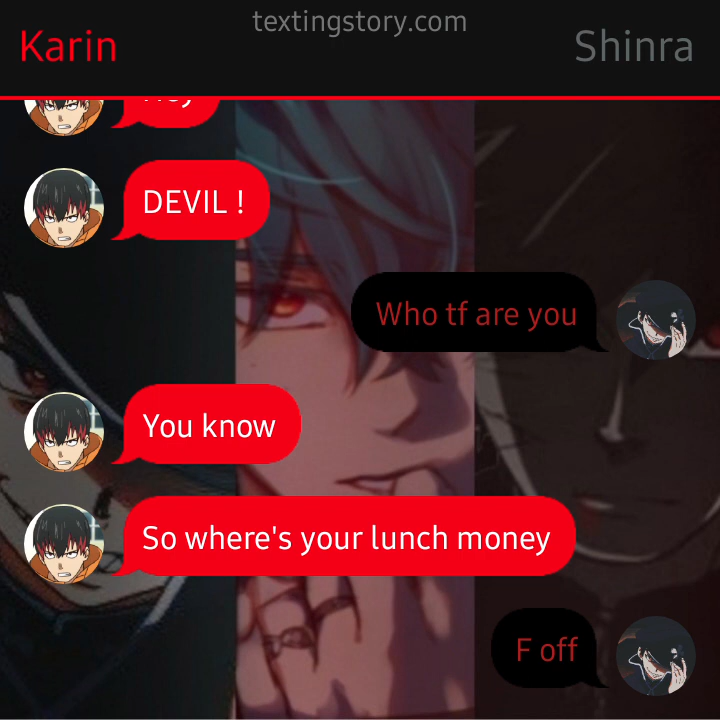 textingstory.com
Karin
Shinra
DEVIL !
Who tf are you
You know
So where's your lunch money
F off